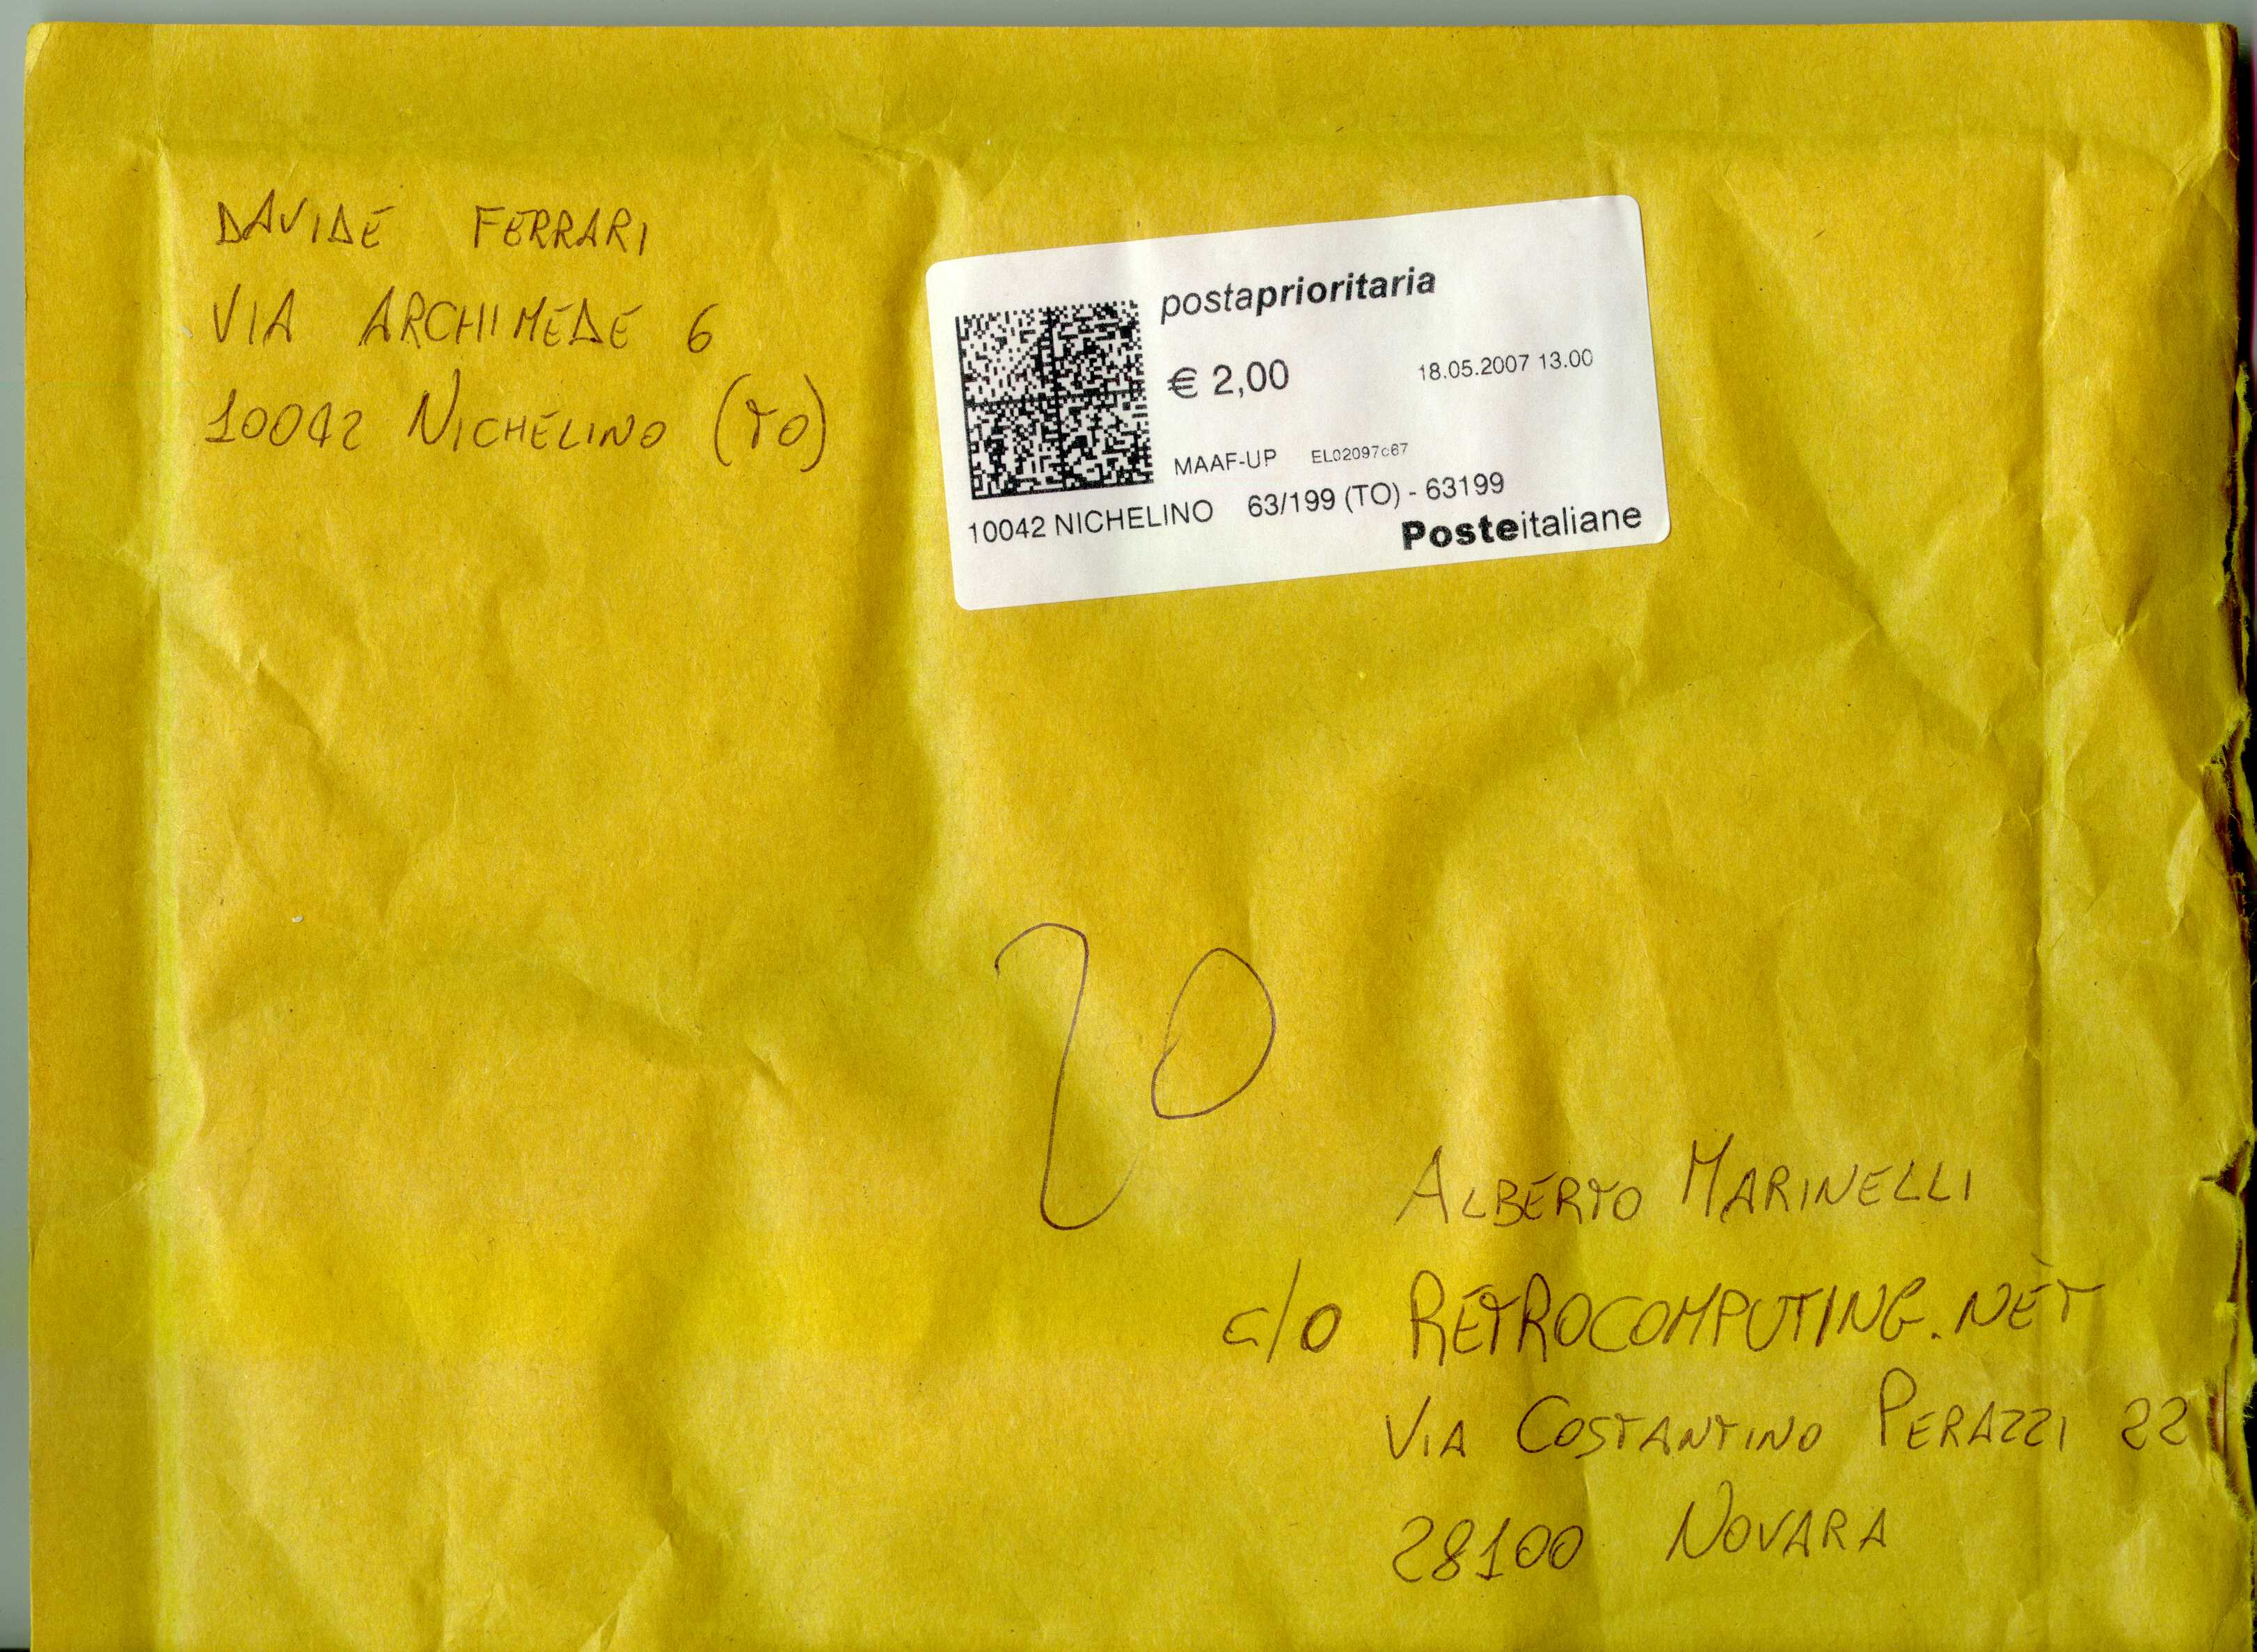 DAVIDE FERRARI
VIA ARCHIMEDE 6
10042 NICHELINO (TO)
postaprioritaria
€ 2,00 18.05.2007 13.00
MAAF-UP EL02097c67
10042 NICHELINO 63/199 (TO) - 63199
Posteitaliane
20
ALBERTO MARINELLI
c/o RETROCOMPUTING.NET
VIA COSTANTINO PERAZZI 22
28100 NOVARA